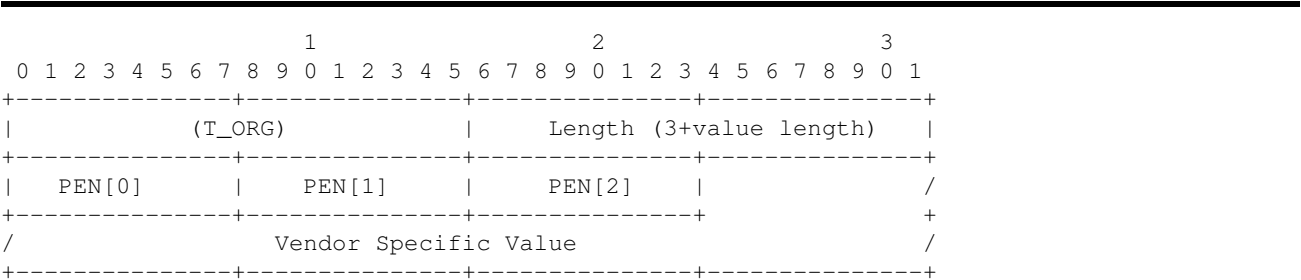 1                   2                   3
 0 1 2 3 4 5 6 7 8 9 0 1 2 3 4 5 6 7 8 9 0 1 2 3 4 5 6 7 8 9 0 1
+---------------+---------------+---------------+---------------+
|            (T_ORG)            |     Length (3+value length)   |
+---------------+---------------+---------------+---------------+
|   PEN[0]      |    PEN[1]     |     PEN[2]    |               /
+---------------+---------------+---------------+               +
/                  Vendor Specific Value                        /
+---------------+---------------+---------------+---------------+